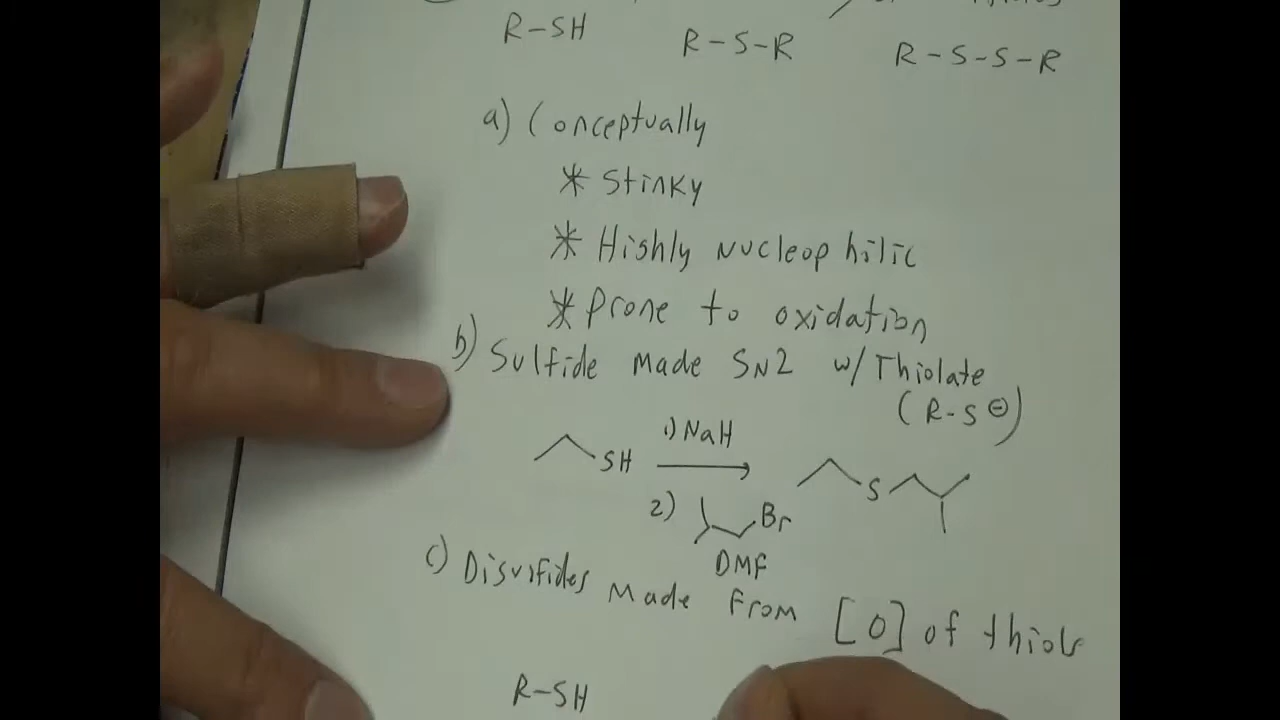 R-SH R-S-R R-S-S-R
a) Conceptually
* Stinky
* Highly nucleophilic
* Prone to oxidation
b) Sulfide made SN2 w/ Thiolate
(R-S⊖)
1) NaH
SH S
2) Br
DMF
c) Disulfides made from [O] of thiols
R-SH